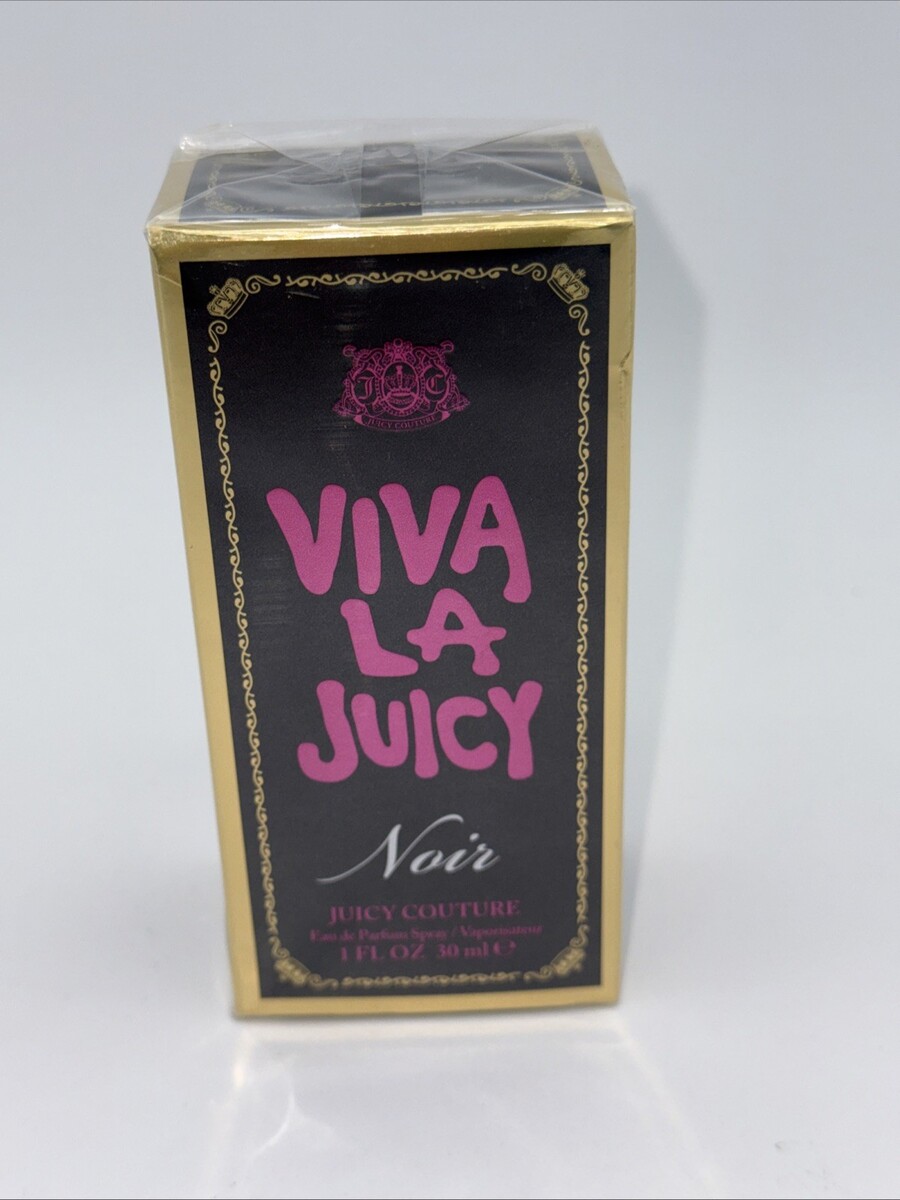 J C
JUICY COUTURE
VIVA
LA
JUICY
Noir
JUICY COUTURE
Eau de Parfum Spray / Vaporisateur
1 FL OZ 30 ml ℮